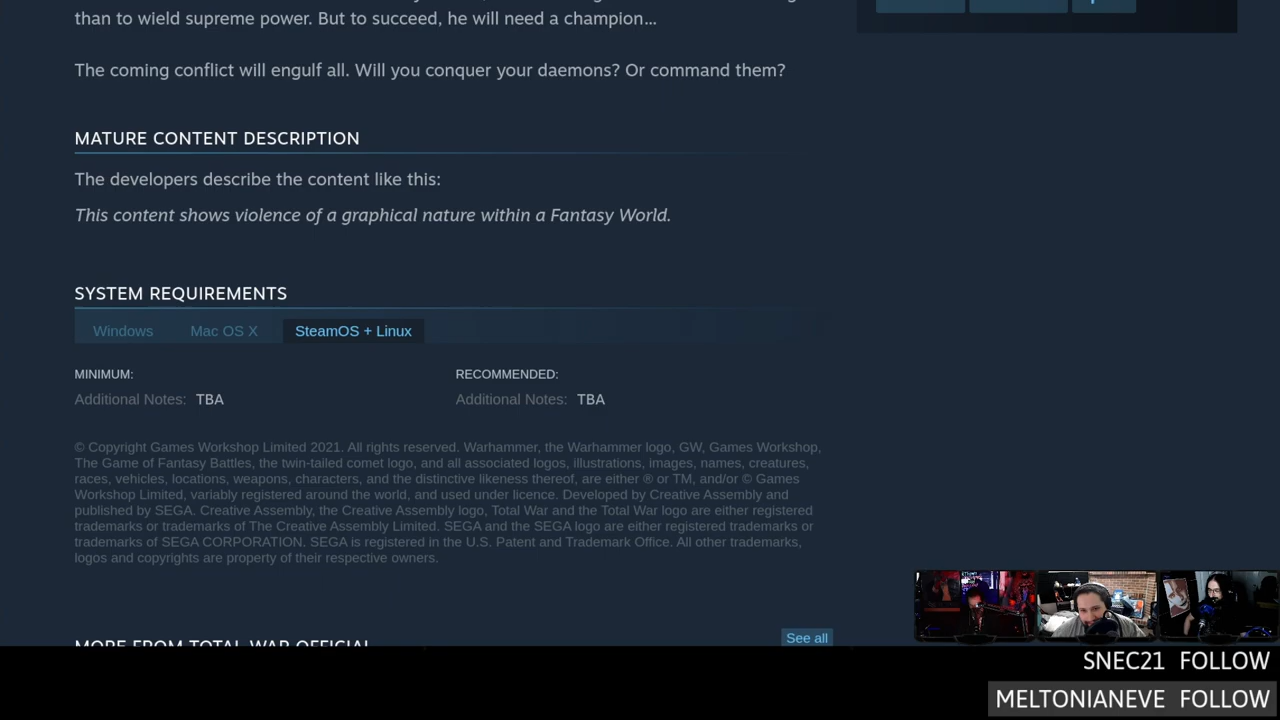 than to wield supreme power. But to succeed, he will need a champion…
The coming conflict will engulf all. Will you conquer your daemons? Or command them?
MATURE CONTENT DESCRIPTION
The developers describe the content like this:
This content shows violence of a graphical nature within a Fantasy World.
SYSTEM REQUIREMENTS
Windows Mac OS X SteamOS + Linux
MINIMUM: RECOMMENDED:
Additional Notes: TBA Additional Notes: TBA
© Copyright Games Workshop Limited 2021. All rights reserved. Warhammer, the Warhammer logo, GW, Games Workshop,
The Game of Fantasy Battles, the twin-tailed comet logo, and all associated logos, illustrations, images, names, creatures,
races, vehicles, locations, weapons, characters, and the distinctive likeness thereof, are either ® or TM, and/or © Games
Workshop Limited, variably registered around the world, and used under licence. Developed by Creative Assembly and
published by SEGA. Creative Assembly, the Creative Assembly logo, Total War and the Total War logo are either registered
trademarks or trademarks of The Creative Assembly Limited. SEGA and the SEGA logo are either registered trademarks or
trademarks of SEGA CORPORATION. SEGA is registered in the U.S. Patent and Trademark Office. All other trademarks,
logos and copyrights are property of their respective owners.
MORE FROM TOTAL WAR OFFICIAL See all
SNEC21 FOLLOW
MELTONIANEVE FOLLOW